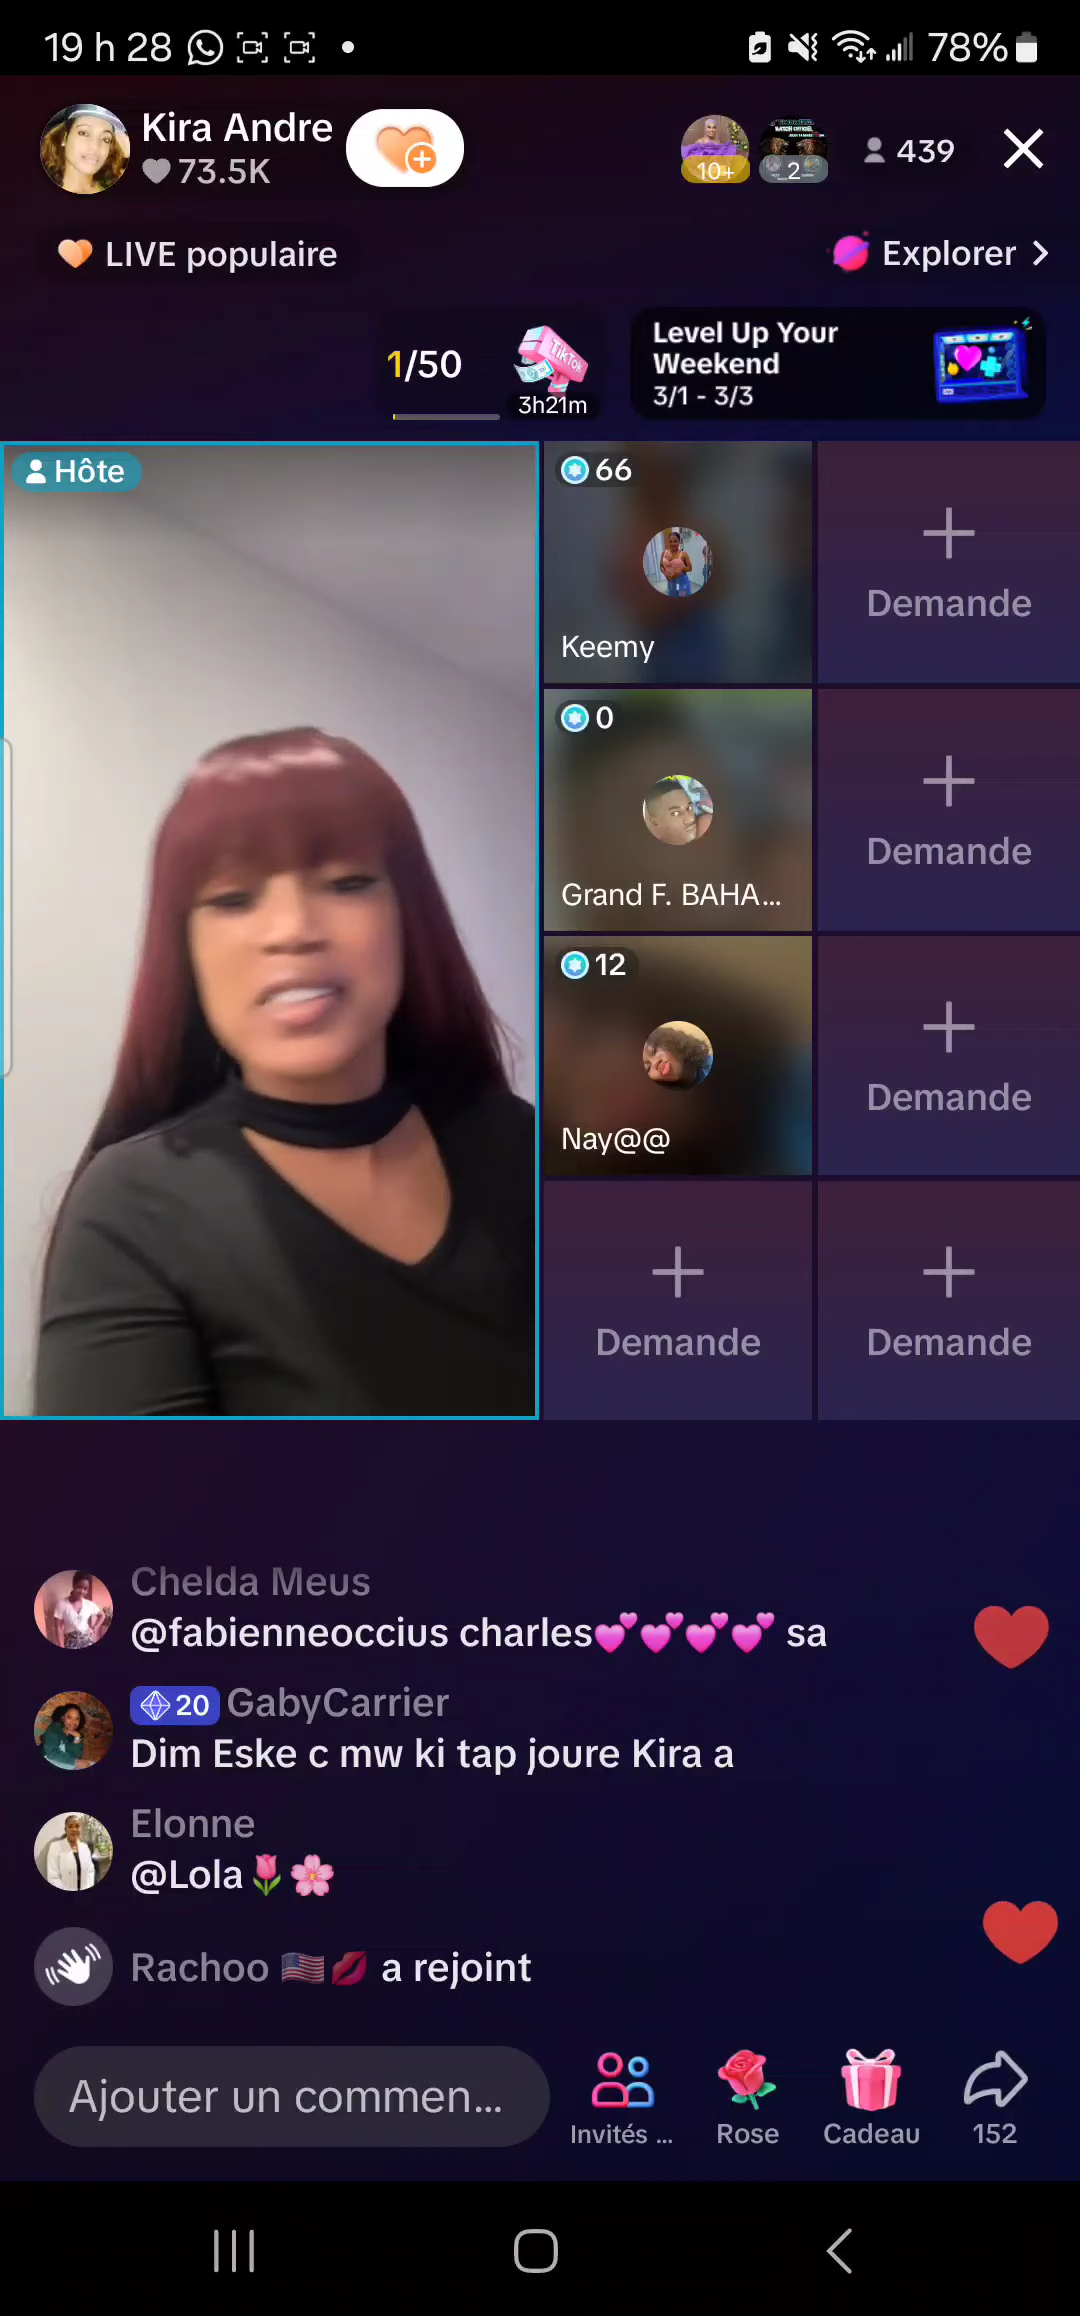 19 h 28
78%
Kira Andre
73.5K
10+
2
439
LIVE populaire
Explorer
1/50
TikTok
3h21m
Level Up Your
Weekend
3/1 - 3/3
Hôte
66
Keemy
Demande
0
Grand F. BAHA...
Demande
12
Nay@@
Demande
Demande
Demande
Chelda Meus
@fabienneoccius charles💕💕💕💕 sa
20 GabyCarrier
Dim Eske c mw ki tap joure Kira a
Elonne
@Lola🌷🌸
Rachoo 🇺🇸💋 a rejoint
Ajouter un commen...
Invités ...
Rose
Cadeau
152